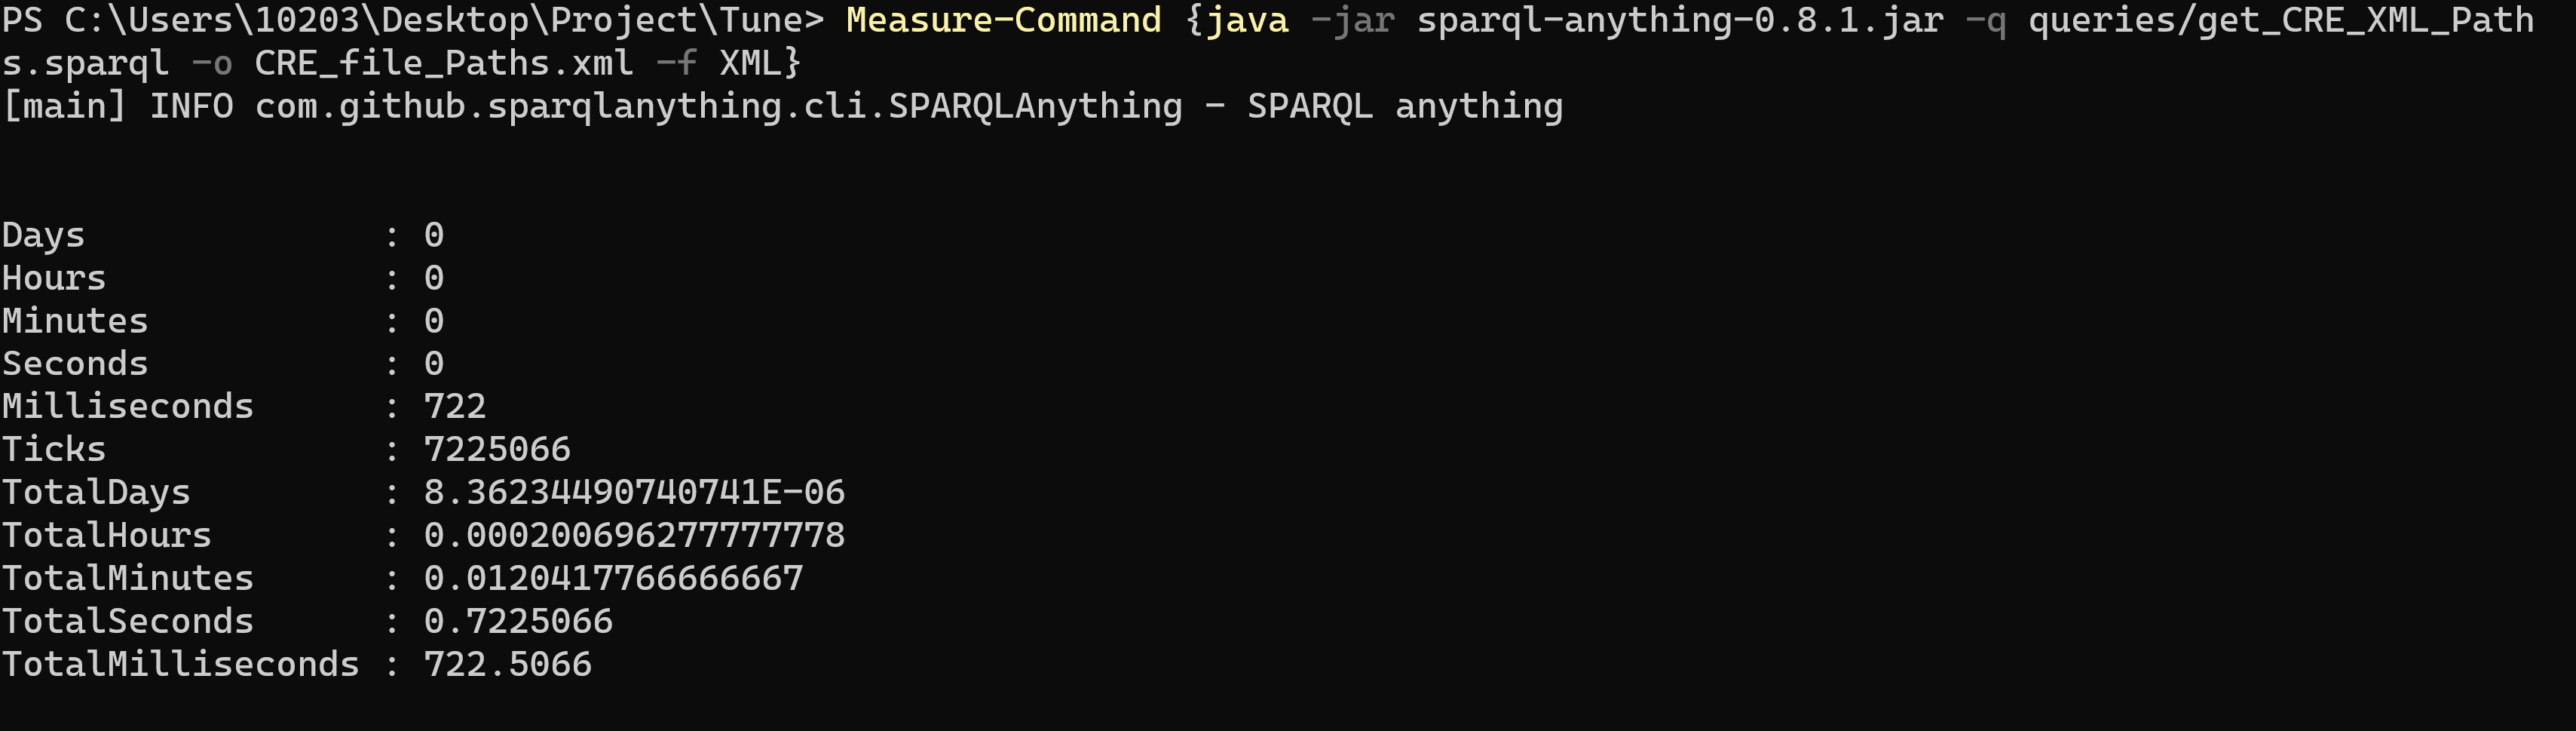 PS C:\Users\10203\Desktop\Project\Tune> Measure-Command {java -jar sparql-anything-0.8.1.jar -q queries/get_CRE_XML_Path
s.sparql -o CRE_file_Paths.xml -f XML}
[main] INFO com.github.sparqlanything.cli.SPARQLAnything - SPARQL anything
Days              : 0
Hours             : 0
Minutes           : 0
Seconds           : 0
Milliseconds      : 722
Ticks             : 7225066
TotalDays         : 8.36234490740741E-06
TotalHours        : 0.000200696277777778
TotalMinutes      : 0.0120417766666667
TotalSeconds      : 0.7225066
TotalMilliseconds : 722.5066